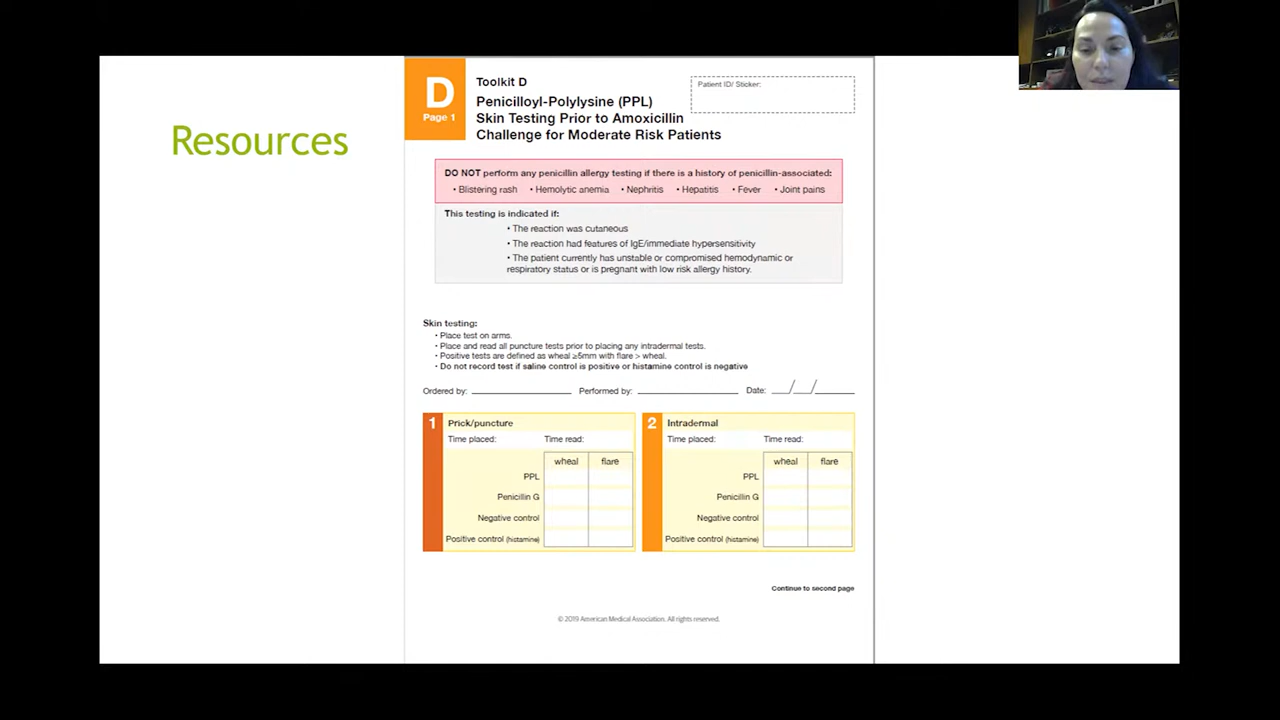 Resources
D
Page 1
Toolkit D
Penicilloyl-Polylysine (PPL)
Skin Testing Prior to Amoxicillin
Challenge for Moderate Risk Patients
Patient ID/ Sticker:
DO NOT perform any penicillin allergy testing if there is a history of penicillin-associated:
• Blistering rash • Hemolytic anemia • Nephritis • Hepatitis • Fever • Joint pains
This testing is indicated if:
• The reaction was cutaneous
• The reaction had features of IgE/immediate hypersensitivity
• The patient currently has unstable or compromised hemodynamic or
respiratory status or is pregnant with low risk allergy history.
Skin testing:
• Place test on arms.
• Place and read all puncture tests prior to placing any intradermal tests.
• Positive tests are defined as wheal ≥5mm with flare > wheal.
• Do not record test if saline control is positive or histamine control is negative
Ordered by: Performed by: Date: __/__/____
1 Prick/puncture
Time placed: Time read:
wheal flare
PPL
Penicillin G
Negative control
Positive control (histamine)
2 Intradermal
Time placed: Time read:
wheal flare
PPL
Penicillin G
Negative control
Positive control (histamine)
Continue to second page
© 2019 American Medical Association. All rights reserved.